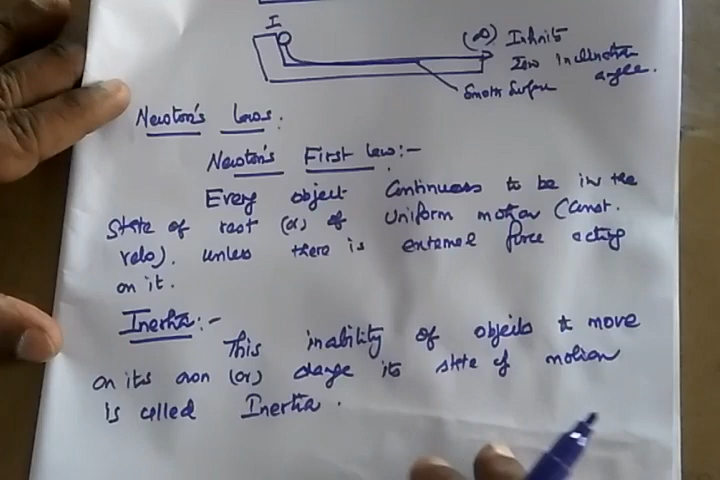 I
(∞) Infinite
Zero Inclination
angle.
Smooth Surface
Newton's laws:
Newton's First law:-
Every object Continuous to be in the
State of rest (or) of Uniform motion (Const.
velo). unless there is external force acting
on it.
Inertia:-
This inability of objects to move
on its own (or) change its state of motion
is called Inertia.